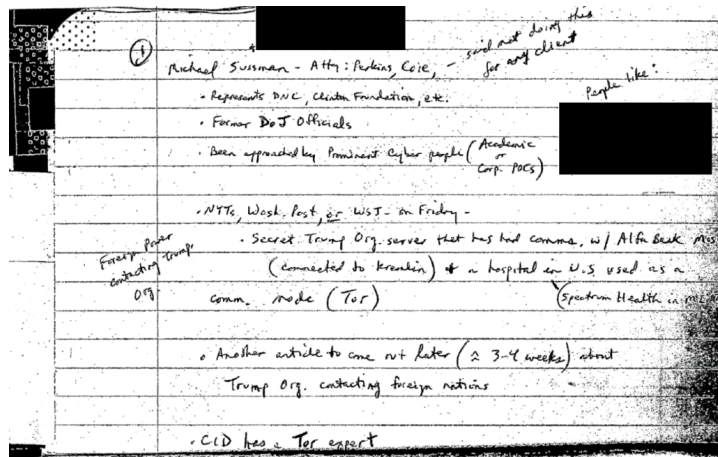 ①
Michael Sussman - Atty: Perkins, Coie, - said not doing this for any client
• Represents DNC, Clinton Foundation, etc.
• Former DoJ Officials
• Been approached by Prominent Cyber people (Academic or Corp. POCs)
People like:
• NYTs, Wash. Post, or WSJ - on Friday -
• Secret Trump Org. server that has had comms. w/ Alfa Bank
(connected to Kremlin) + a hospital in U.S. used as a
comm. node (Tor)
(Spectrum Health in
Foreign Power
contacting Trump
Org.
• Another article to come out later (≈ 3-4 weeks) about
Trump Org. contacting foreign nations
• CID has a Tor expert